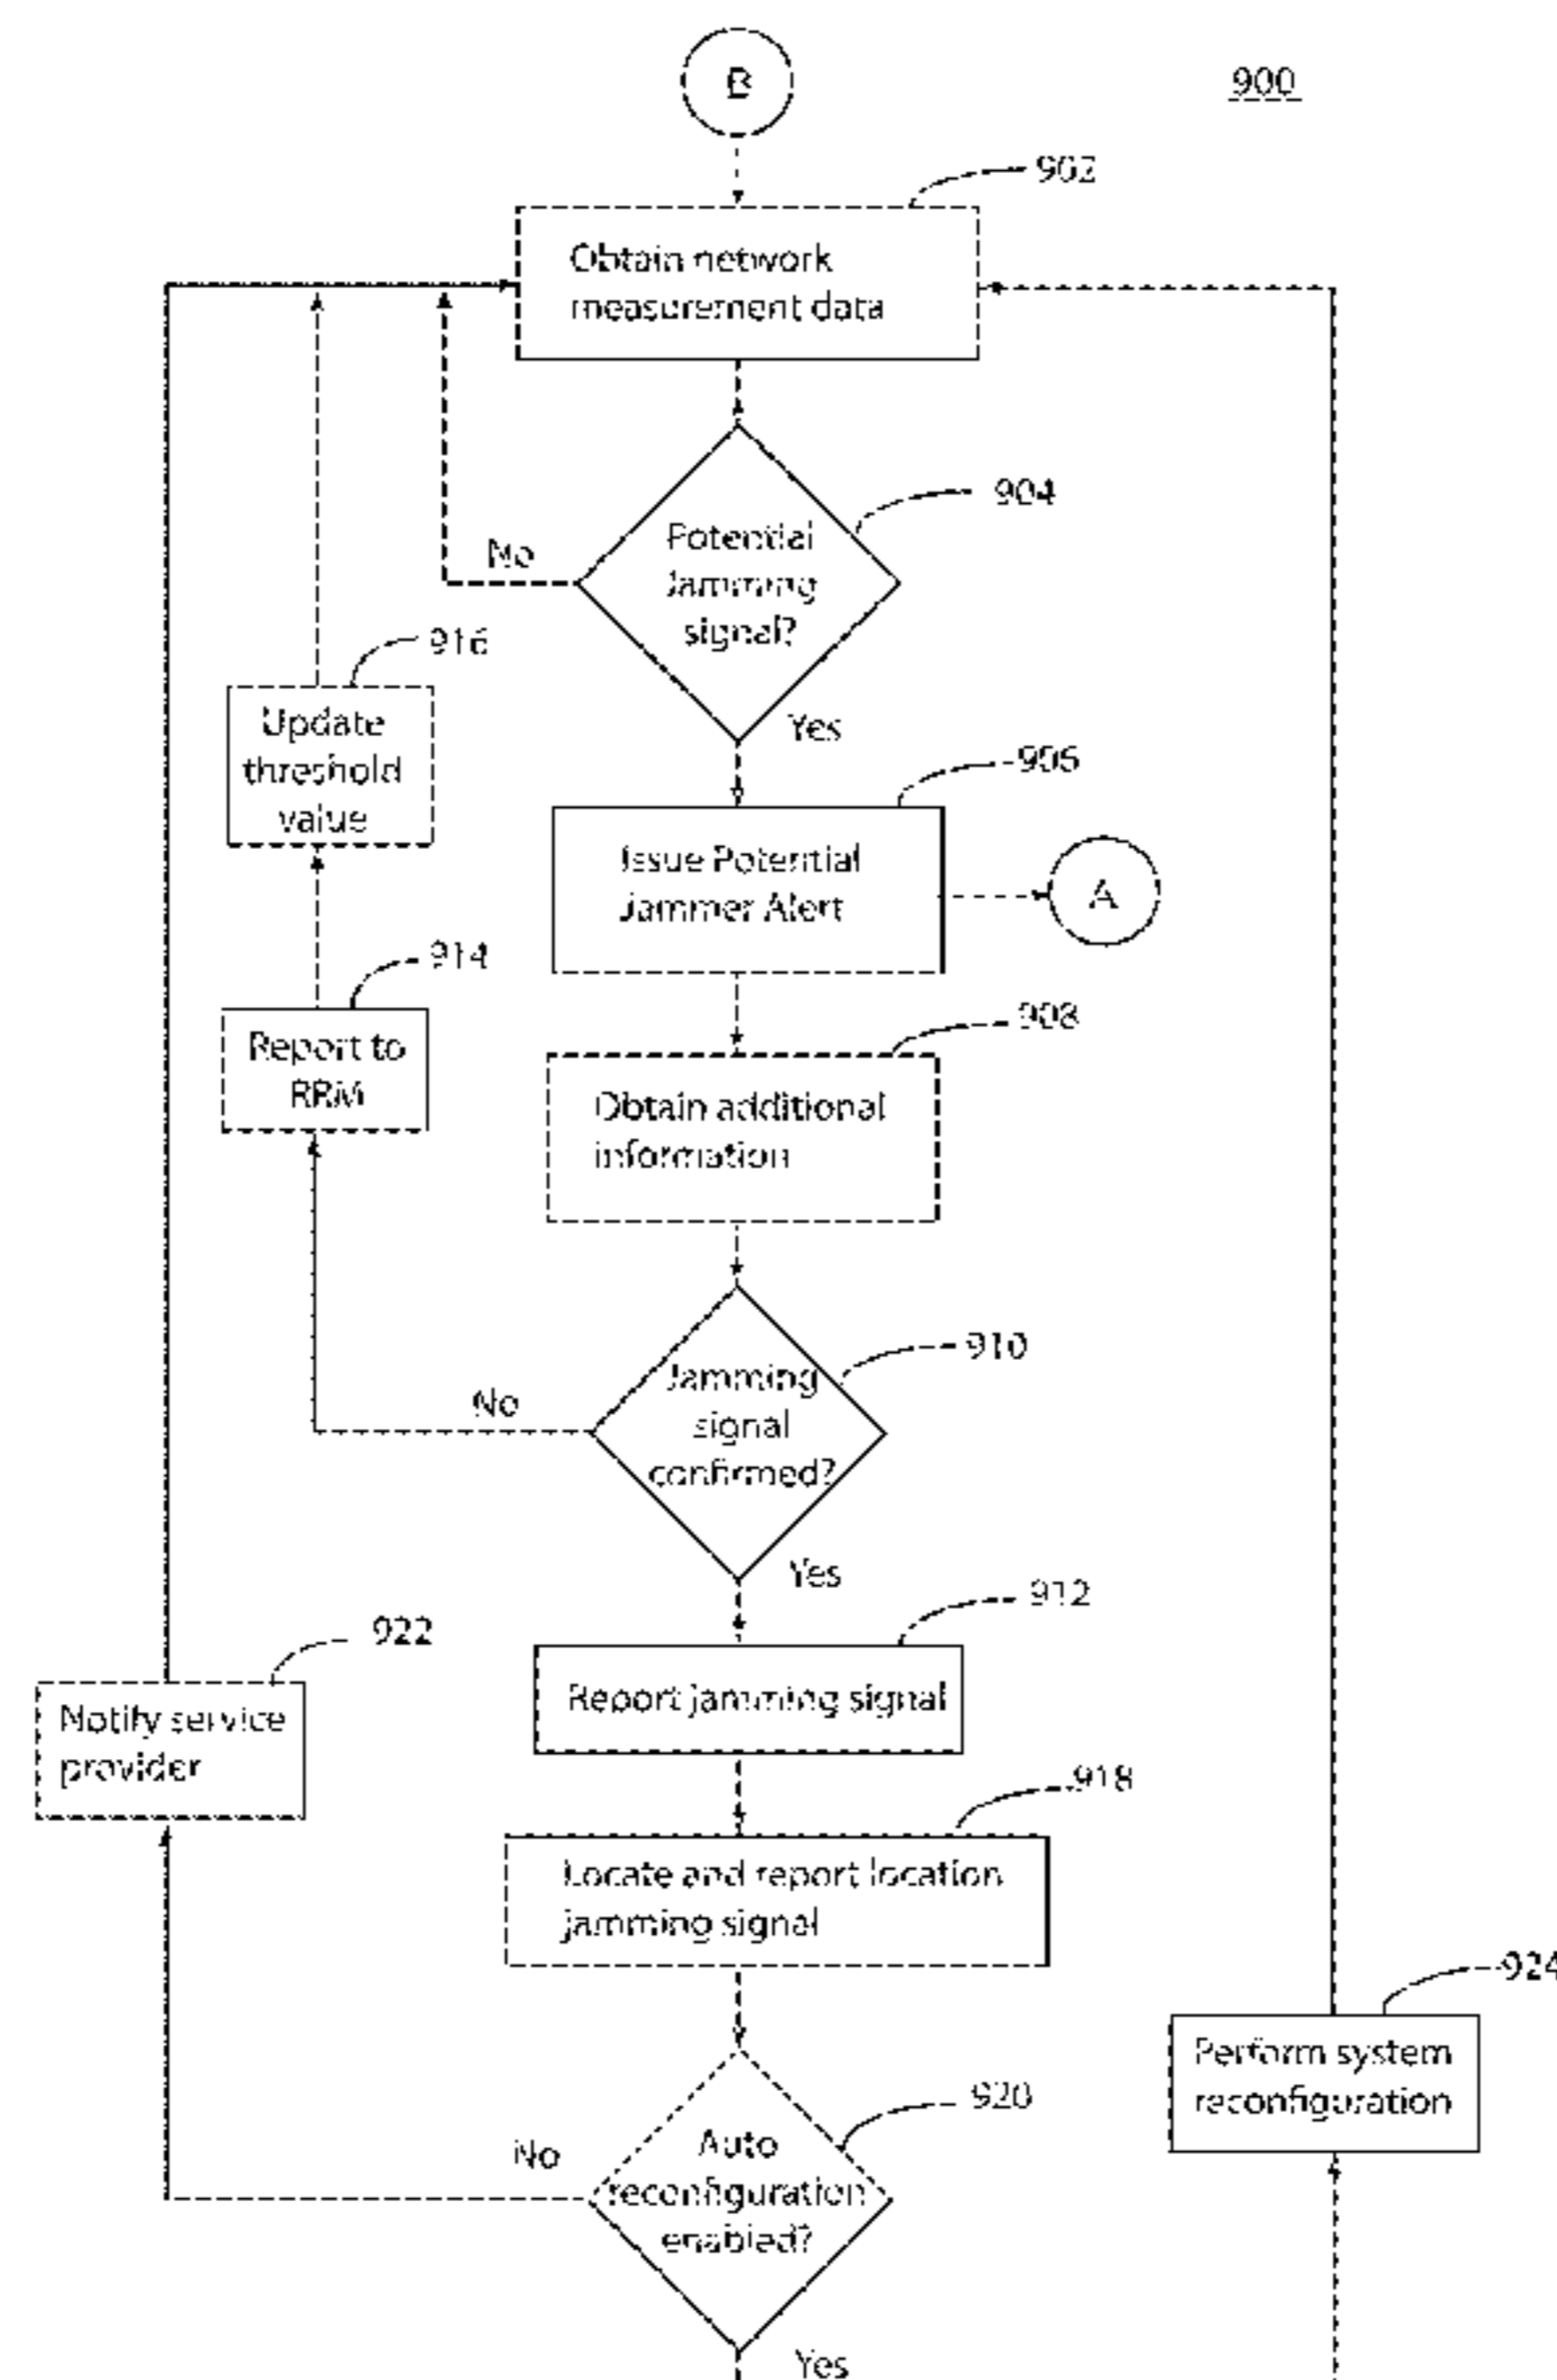 B
900
902
Obtain network
measurement data
904
Potential
Jamming
signal?
No
Yes
916
Update
threshold
value
906
Issue Potential
Jammer Alert
A
914
Report to
RRM
908
Obtain additional
information
910
Jamming
signal
confirmed?
No
Yes
912
Report jamming signal
922
Notify service
provider
918
Locate and report location
jamming signal
924
Perform system
reconfiguration
920
Auto
reconfiguration
enabled?
No
Yes